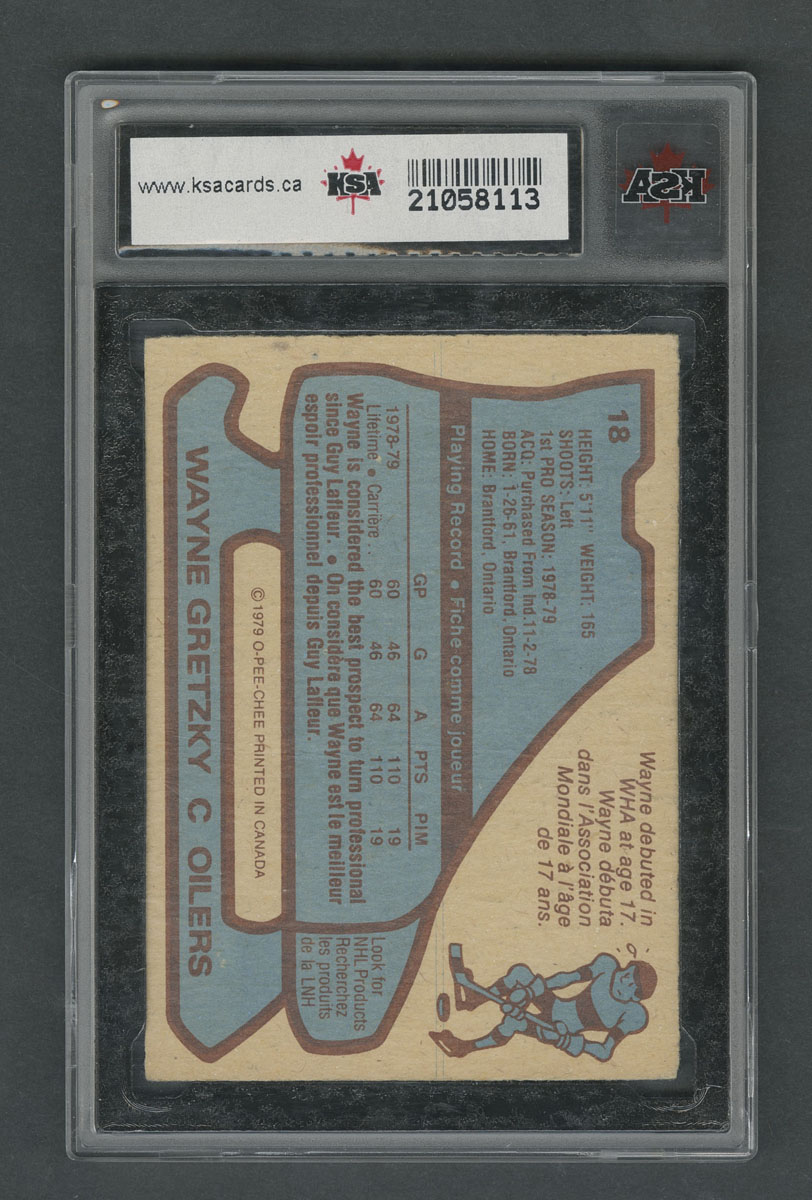 www.ksacards.ca
KSA
21058113
KSA
18
HEIGHT: 5'11" WEIGHT: 165
SHOOTS: Left
1st PRO SEASON: 1978-79
ACQ: Purchased From Ind. 11-2-78
BORN: 1-26-61, Brantford, Ontario
HOME: Brantford, Ontario
Wayne debuted in
WHA at age 17.
Wayne débuta
dans l'Association
Mondiale à l'âge
de 17 ans.
Playing Record • Fiche comme joueur
GP G A PTS PIM
1978-79 60 46 64 110 19
Lifetime • Carrière . . 60 46 64 110 19
Wayne is considered the best prospect to turn professional
since Guy Lafleur. • On considère que Wayne est le meilleur
espoir professionnel depuis Guy Lafleur.
Look for
NHL Products
Recherchez
les produits
de la LNH
© 1979 O-PEE-CHEE PRINTED IN CANADA
WAYNE GRETZKY C OILERS